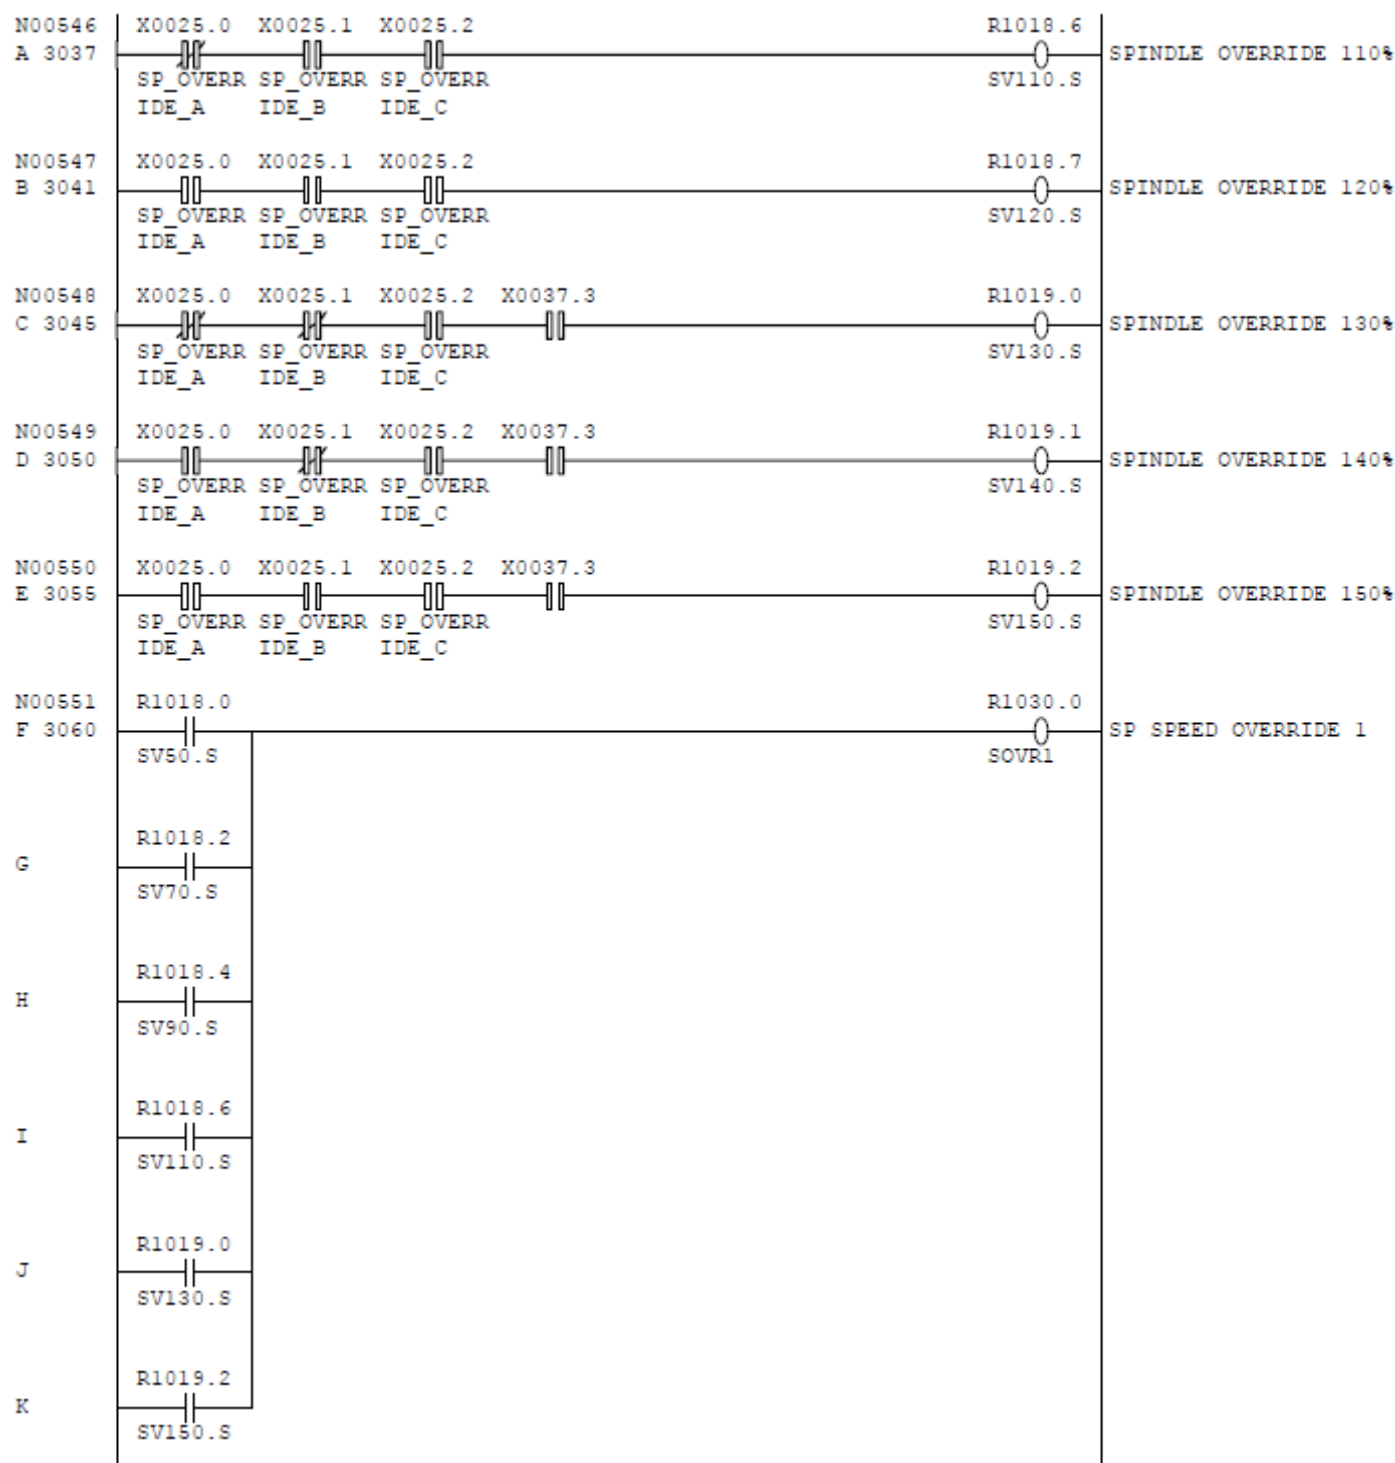 N00546 X0025.0 X0025.1 X0025.2 R1018.6
A 3037 SPINDLE OVERRIDE 110%
SP_OVERR SP_OVERR SP_OVERR SV110.S
IDE_A IDE_B IDE_C
N00547 X0025.0 X0025.1 X0025.2 R1018.7
B 3041 SPINDLE OVERRIDE 120%
SP_OVERR SP_OVERR SP_OVERR SV120.S
IDE_A IDE_B IDE_C
N00548 X0025.0 X0025.1 X0025.2 X0037.3 R1019.0
C 3045 SPINDLE OVERRIDE 130%
SP_OVERR SP_OVERR SP_OVERR SV130.S
IDE_A IDE_B IDE_C
N00549 X0025.0 X0025.1 X0025.2 X0037.3 R1019.1
D 3050 SPINDLE OVERRIDE 140%
SP_OVERR SP_OVERR SP_OVERR SV140.S
IDE_A IDE_B IDE_C
N00550 X0025.0 X0025.1 X0025.2 X0037.3 R1019.2
E 3055 SPINDLE OVERRIDE 150%
SP_OVERR SP_OVERR SP_OVERR SV150.S
IDE_A IDE_B IDE_C
N00551 R1018.0 R1030.0
F 3060 SP SPEED OVERRIDE 1
SV50.S SOVR1
R1018.2
G
SV70.S
R1018.4
H
SV90.S
R1018.6
I
SV110.S
R1019.0
J
SV130.S
R1019.2
K
SV150.S